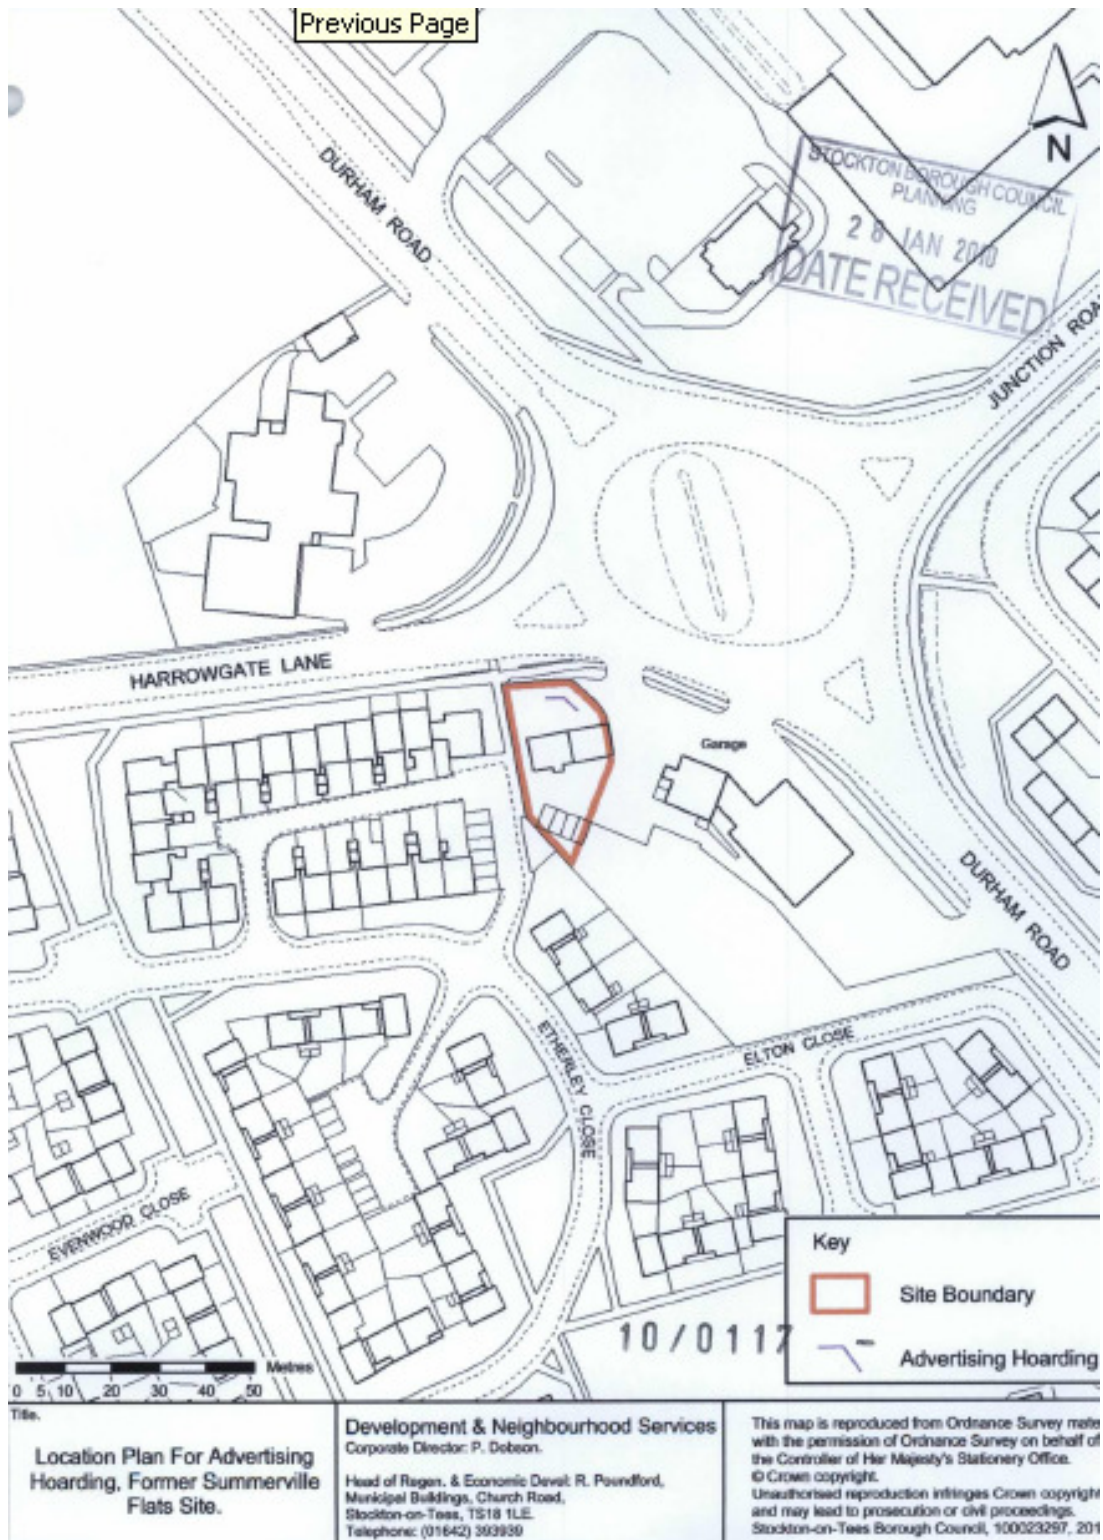 Previous Page
N
STOCKTON BOROUGH COUNCIL
PLANNING
28 JAN 2010
DATE RECEIVED
DURHAM ROAD
JUNCTION ROA
HARROWGATE LANE
Garage
DURHAM ROAD
ETHERLEY CLOSE
ELTON CLOSE
EVENWOOD CLOSE
10/0117
Key
Site Boundary
Advertising Hoarding
Metres
0 5 10 20 30 40 50
Title.
Location Plan For Advertising
Hoarding, Former Summerville
Flats Site.
Development & Neighbourhood Services
Corporate Director: P. Dobson.
Head of Regen. & Economic Devel: R. Poundford,
Municipal Buildings, Church Road,
Stockton-on-Tees, TS18 1LE.
Telephone: (01642) 393939
This map is reproduced from Ordnance Survey mate
with the permission of Ordnance Survey on behalf of
the Controller of Her Majesty's Stationery Office.
© Crown copyright.
Unauthorised reproduction infringes Crown copyright
and may lead to prosecution or civil proceedings.
Stockton-on-Tees Borough Council, 100023297, 201